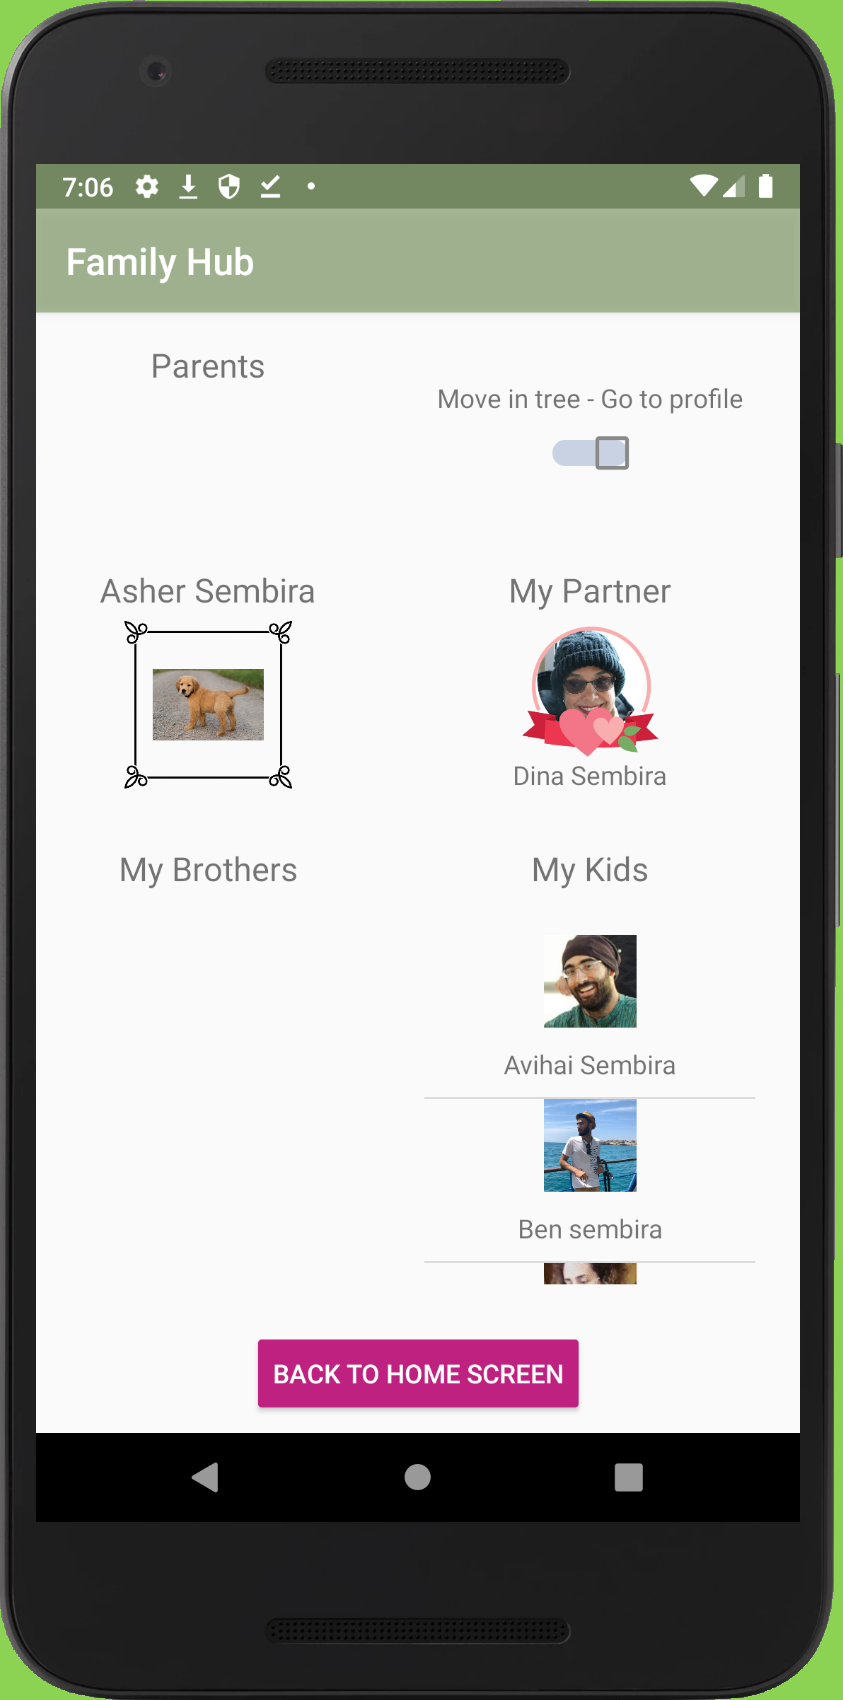 7:06
Family Hub
Parents
Move in tree - Go to profile
Asher Sembira
My Partner
Dina Sembira
My Brothers
My Kids
Avihai Sembira
Ben sembira
BACK TO HOME SCREEN